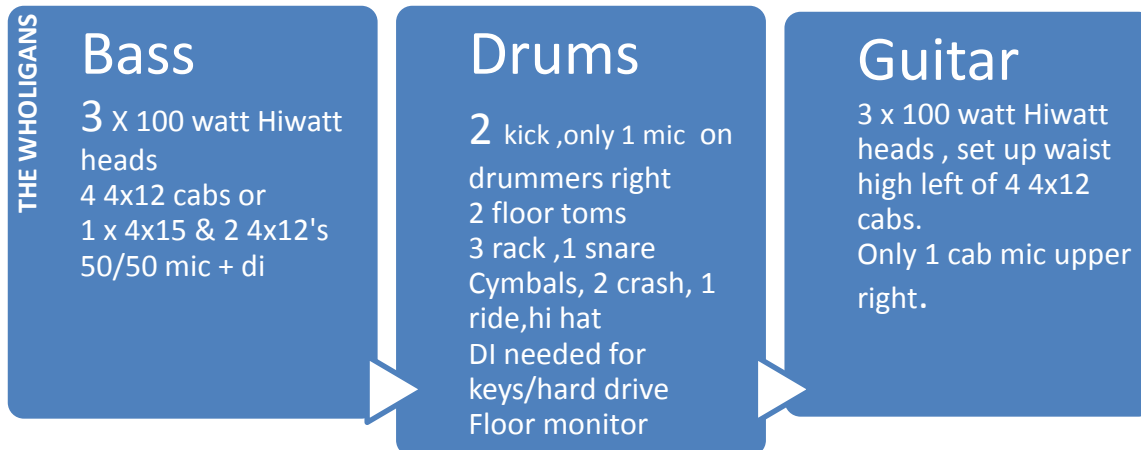 THE WHOLIGANS
Bass
3 X 100 watt Hiwatt
heads
4 4x12 cabs or
1 x 4x15 & 2 4x12's
50/50 mic + di
Drums
2 kick ,only 1 mic on
drummers right
2 floor toms
3 rack ,1 snare
Cymbals, 2 crash, 1
ride,hi hat
DI needed for
keys/hard drive
Floor monitor
Guitar
3 x 100 watt Hiwatt
heads , set up waist
high left of 4 4x12
cabs.
Only 1 cab mic upper
right.